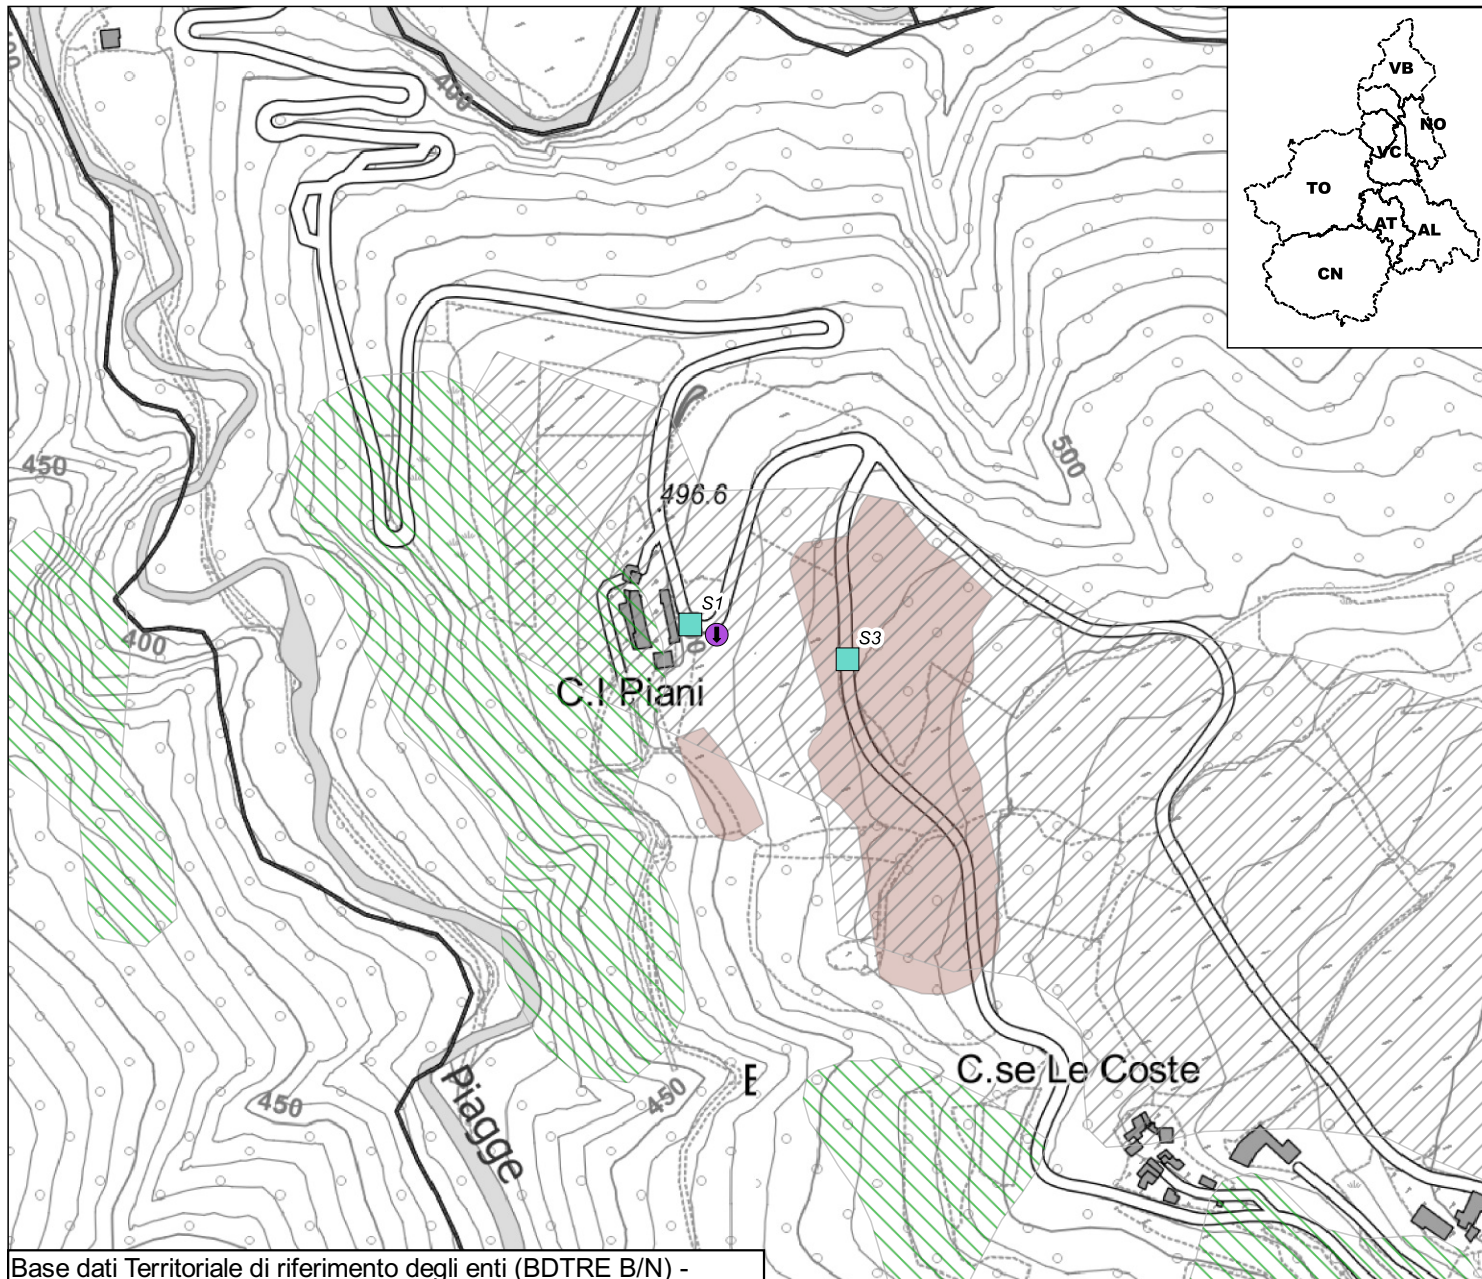 400
VB
NO
VC
TO
AT
AL
CN
450
500
496.6
S1
S3
400
C.I Piani
C.se Le Coste
E
450
450
Piagge
Base dati Territoriale di riferimento degli enti (BDTRE B/N) -